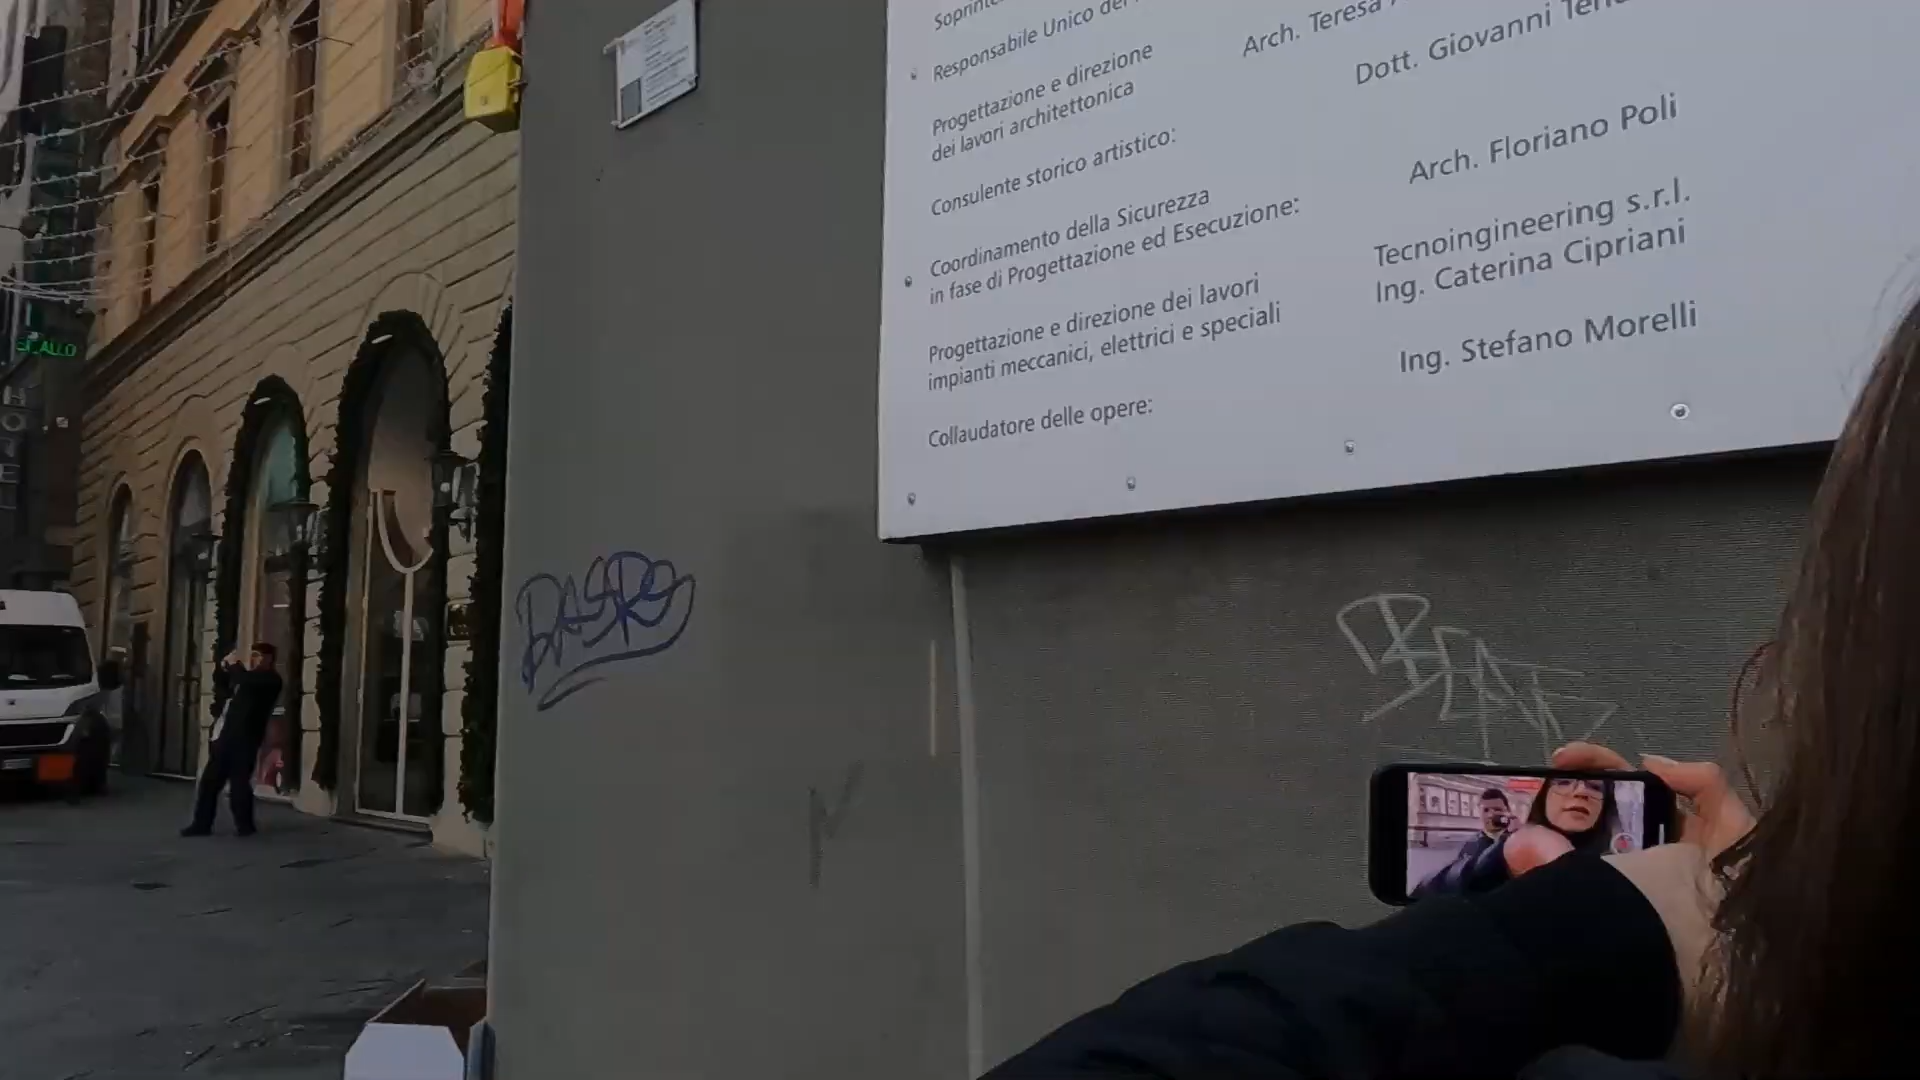 Responsabile Unico del
Arch. Teresa
Progettazione e direzione
dei lavori architettonica
Dott. Giovanni
Consulente storico artistico:
Arch. Floriano Poli
Coordinamento della Sicurezza
in fase di Progettazione ed Esecuzione:
Tecnoingineering s.r.l.
Ing. Caterina Cipriani
Progettazione e direzione dei lavori
impianti meccanici, elettrici e speciali
Ing. Stefano Morelli
Collaudatore delle opere:
HOTEL